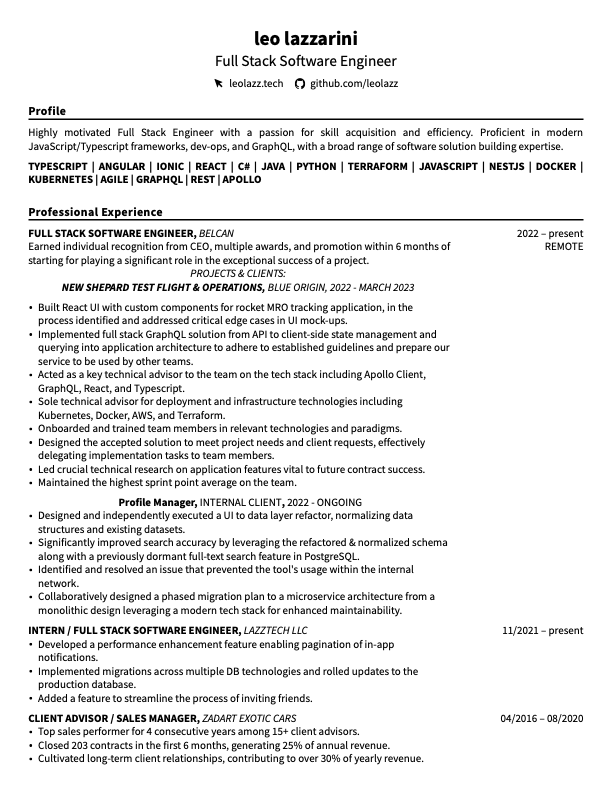 leo lazzarini
Full Stack Software Engineer
leolazz.tech github.com/leolazz
Profile
Highly motivated Full Stack Engineer with a passion for skill acquisition and efficiency. Proficient in modern
JavaScript/Typescript frameworks, dev-ops, and GraphQL, with a broad range of software solution building expertise.
TYPESCRIPT | ANGULAR | IONIC | REACT | C# | JAVA | PYTHON | TERRAFORM | JAVASCRIPT | NESTJS | DOCKER |
KUBERNETES | AGILE | GRAPHQL | REST | APOLLO
Professional Experience
FULL STACK SOFTWARE ENGINEER, BELCAN 2022 – present
Earned individual recognition from CEO, multiple awards, and promotion within 6 months of REMOTE
starting for playing a significant role in the exceptional success of a project.
PROJECTS & CLIENTS:
NEW SHEPARD TEST FLIGHT & OPERATIONS, BLUE ORIGIN, 2022 - MARCH 2023
• Built React UI with custom components for rocket MRO tracking application, in the
process identified and addressed critical edge cases in UI mock-ups.
• Implemented full stack GraphQL solution from API to client-side state management and
querying into application architecture to adhere to established guidelines and prepare our
service to be used by other teams.
• Acted as a key technical advisor to the team on the tech stack including Apollo Client,
GraphQL, React, and Typescript.
• Sole technical advisor for deployment and infrastructure technologies including
Kubernetes, Docker, AWS, and Terraform.
• Onboarded and trained team members in relevant technologies and paradigms.
• Designed the accepted solution to meet project needs and client requests, effectively
delegating implementation tasks to team members.
• Led crucial technical research on application features vital to future contract success.
• Maintained the highest sprint point average on the team.
Profile Manager, INTERNAL CLIENT, 2022 - ONGOING
• Designed and independently executed a UI to data layer refactor, normalizing data
structures and existing datasets.
• Significantly improved search accuracy by leveraging the refactored & normalized schema
along with a previously dormant full-text search feature in PostgreSQL.
• Identified and resolved an issue that prevented the tool's usage within the internal
network.
• Collaboratively designed a phased migration plan to a microservice architecture from a
monolithic design leveraging a modern tech stack for enhanced maintainability.
INTERN / FULL STACK SOFTWARE ENGINEER, LAZZTECH LLC 11/2021 – present
• Developed a performance enhancement feature enabling pagination of in-app
notifications.
• Implemented migrations across multiple DB technologies and rolled updates to the
production database.
• Added a feature to streamline the process of inviting friends.
CLIENT ADVISOR / SALES MANAGER, ZADART EXOTIC CARS 04/2016 – 08/2020
• Top sales performer for 4 consecutive years among 15+ client advisors.
• Closed 203 contracts in the first 6 months, generating 25% of annual revenue.
• Cultivated long-term client relationships, contributing to over 30% of yearly revenue.